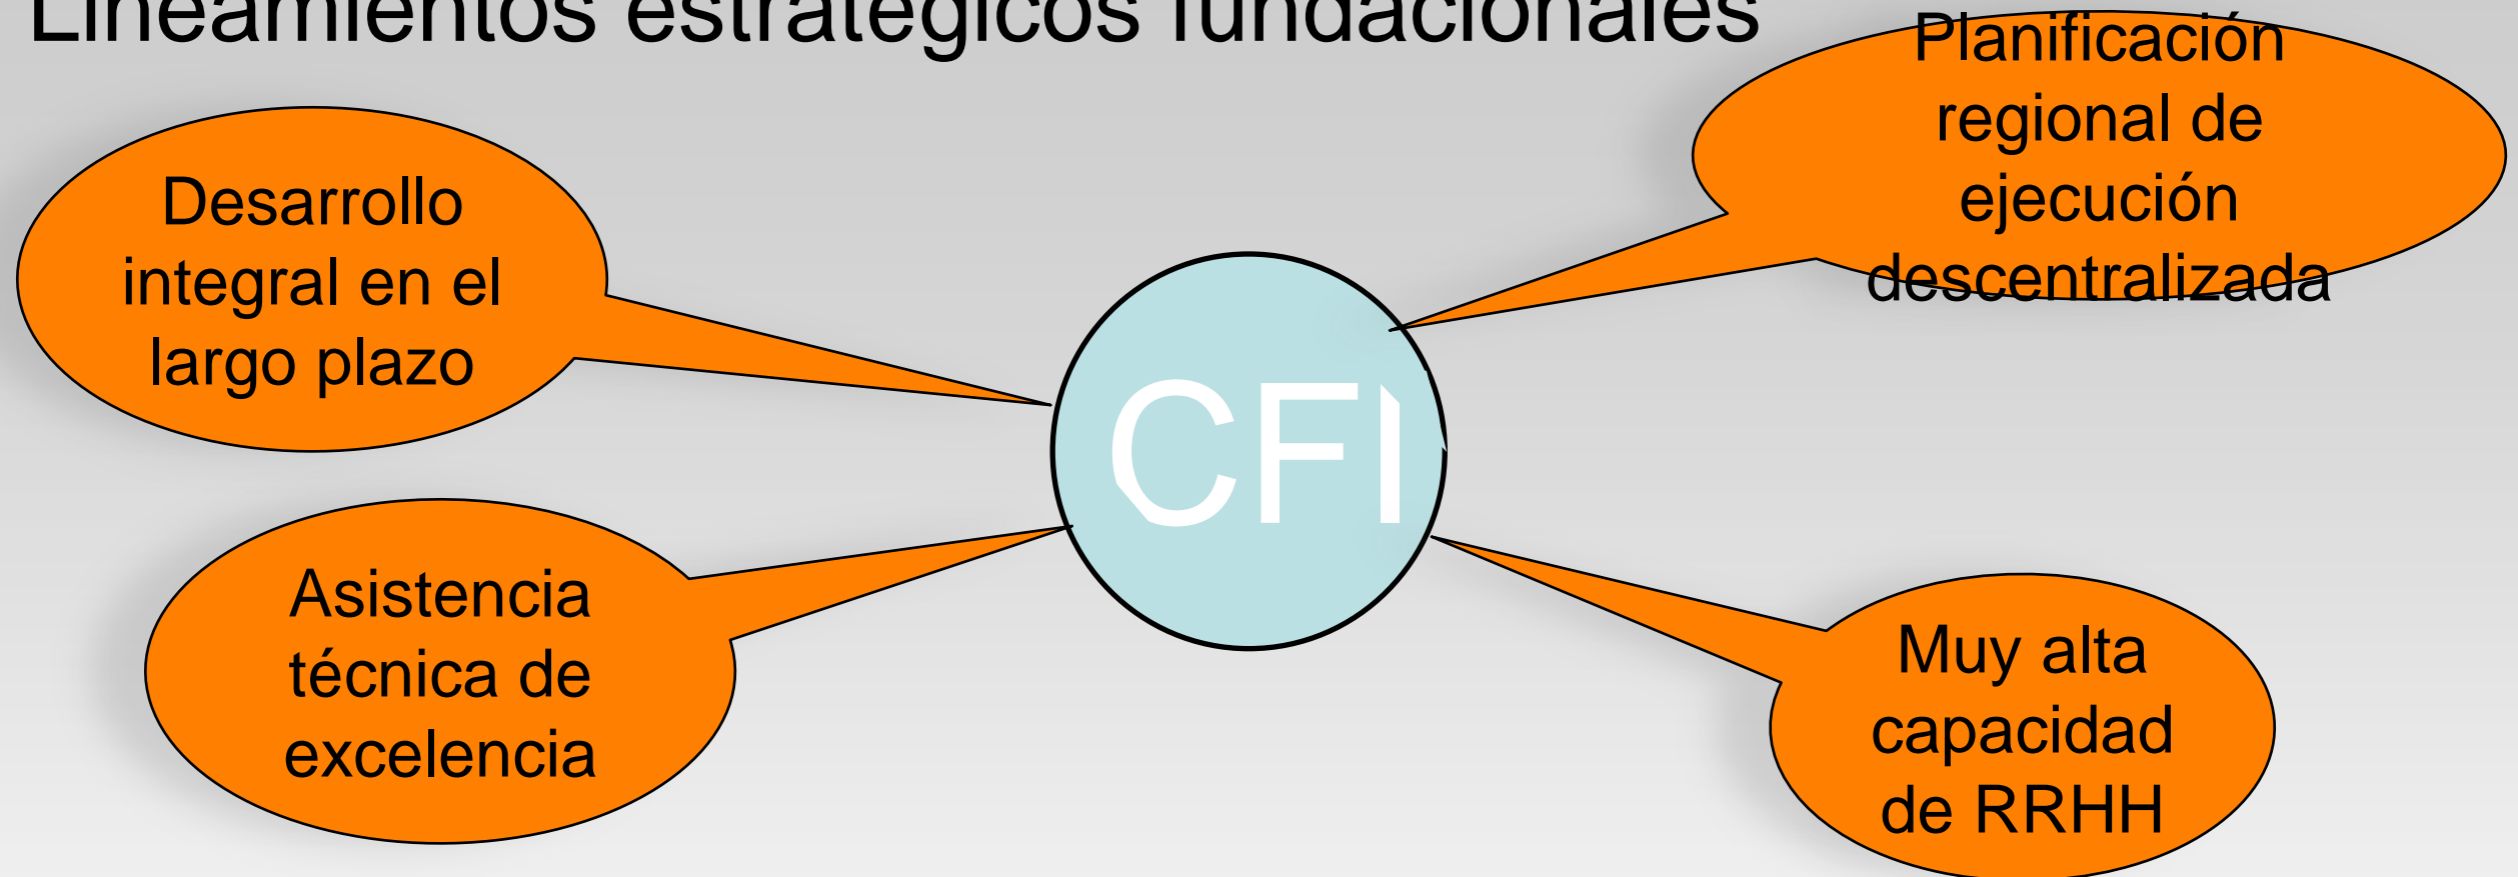 Lineamientos estratégicos fundacionales
Planificación
regional de
ejecución
descentralizada
Desarrollo
integral en el
largo plazo
CFI
Asistencia
técnica de
excelencia
Muy alta
capacidad
de RRHH